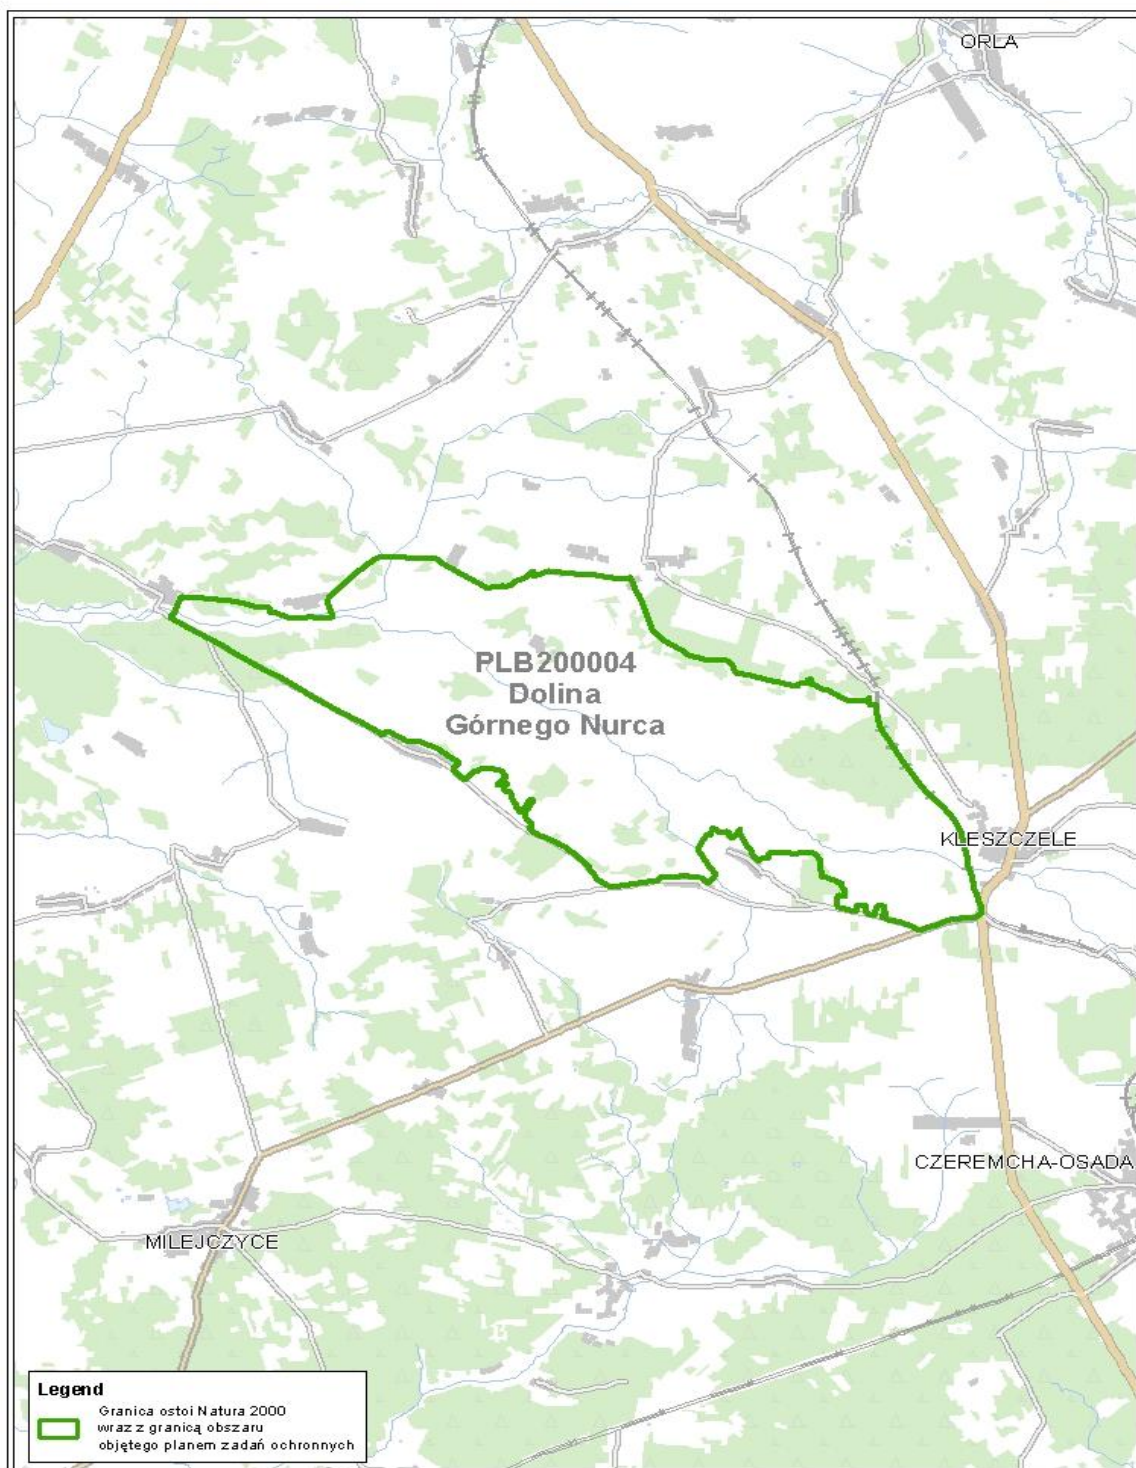 ORLA
PLB200004
Dolina
Górnego Nurca
KLESZCZELE
CZEREMCHA-OSADA
MILEJCZYCE
Legend
Granica ostoi Natura 2000
wraz z granicą obszaru
objętego planem zadań ochronnych